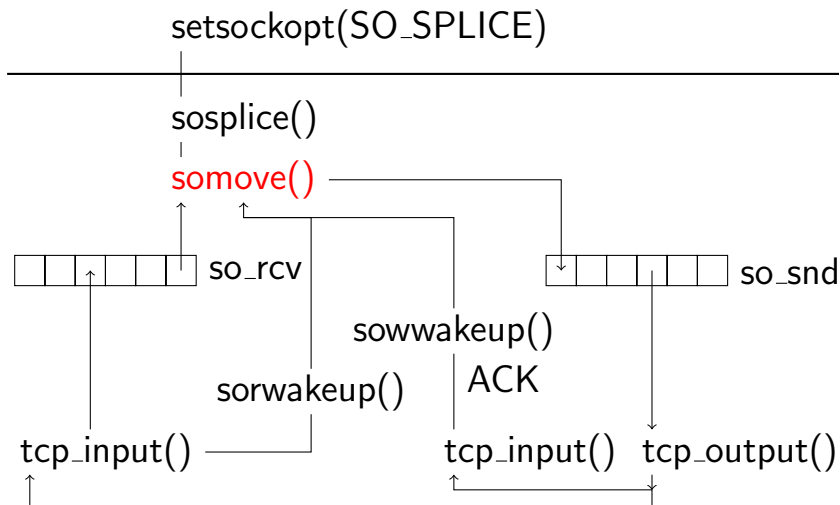 setsockopt(SO_SPLICE)
sosplice()
somove()
so_rcv
so_snd
sowwakeup()
ACK
sorwakeup()
tcp_input()
tcp_input()
tcp_output()